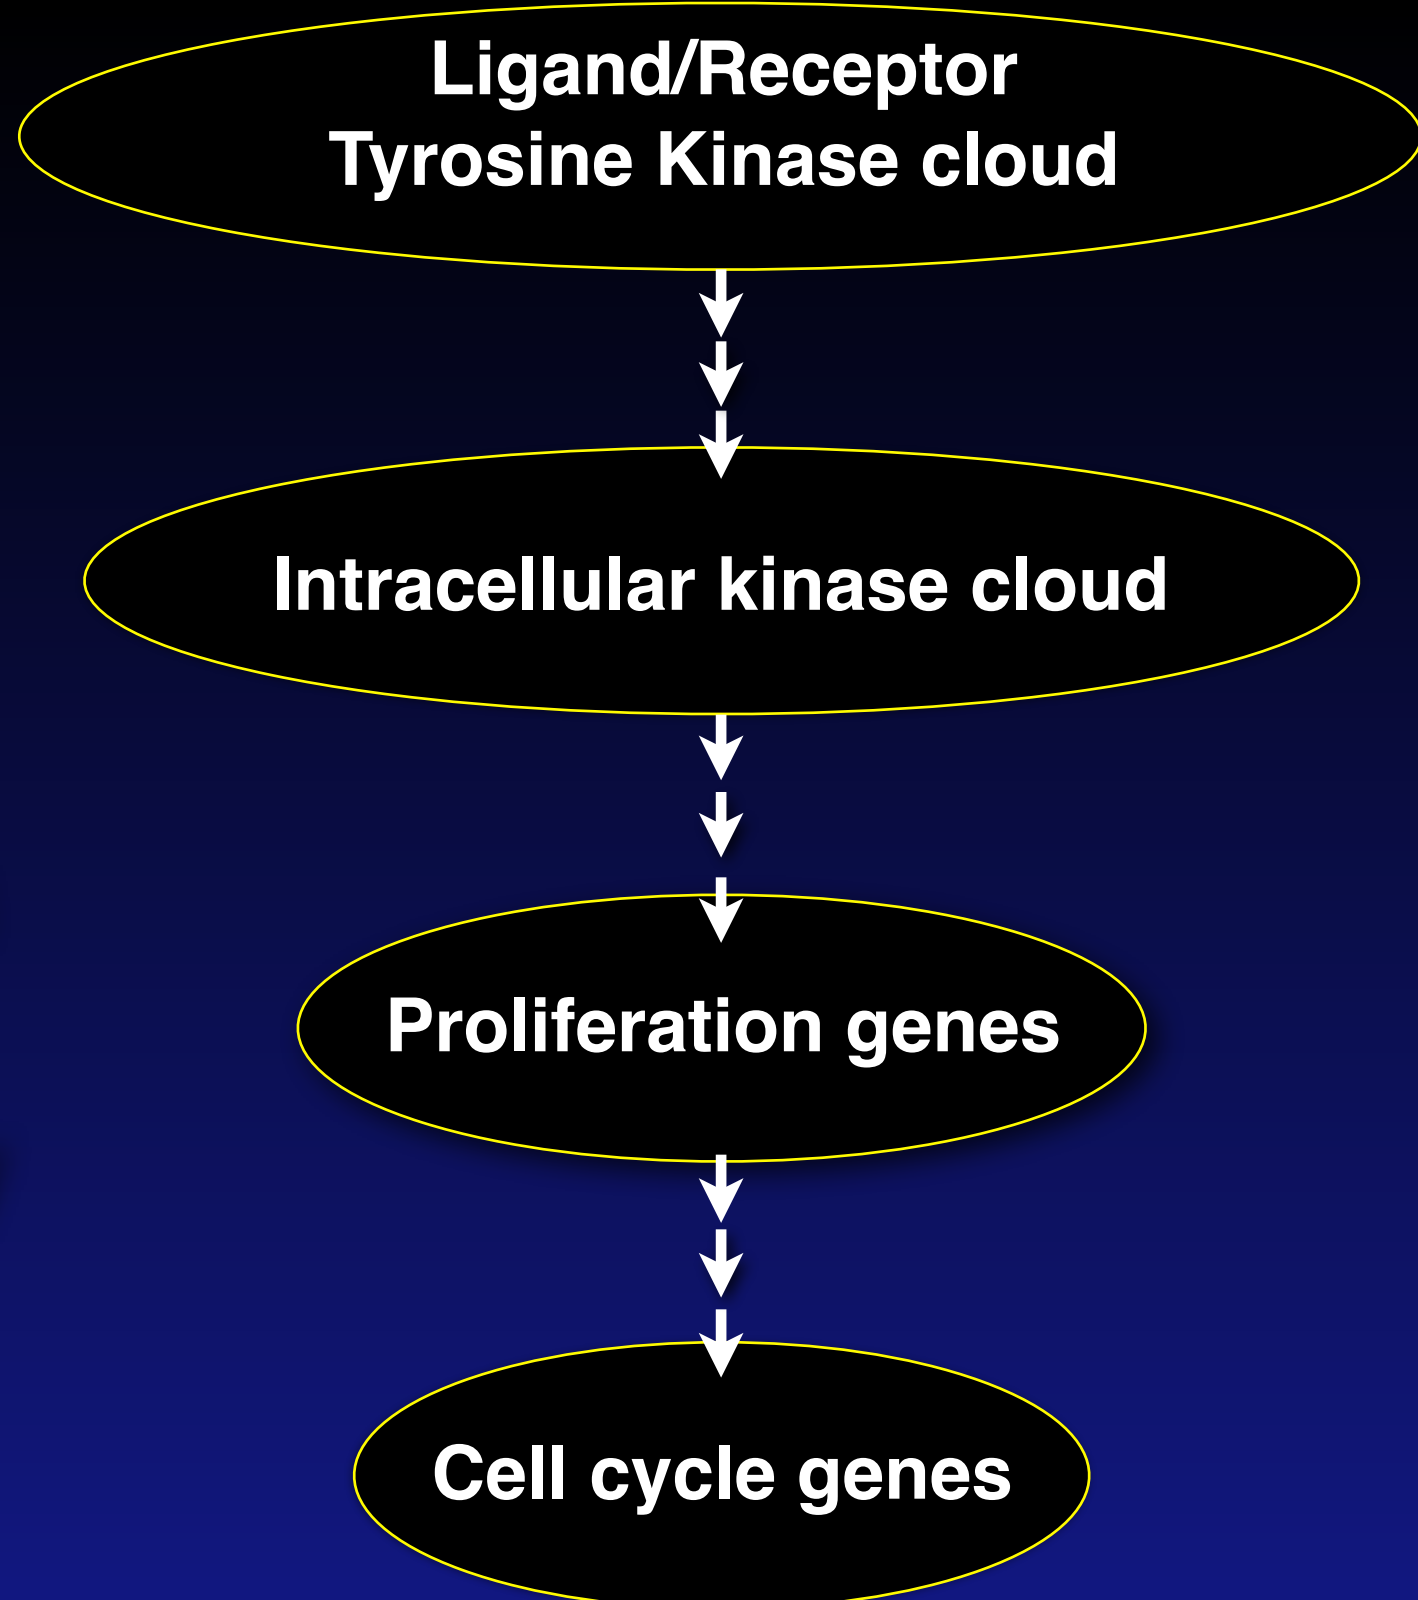 Ligand/Receptor
Tyrosine Kinase cloud
Intracellular kinase cloud
Proliferation genes
Cell cycle genes